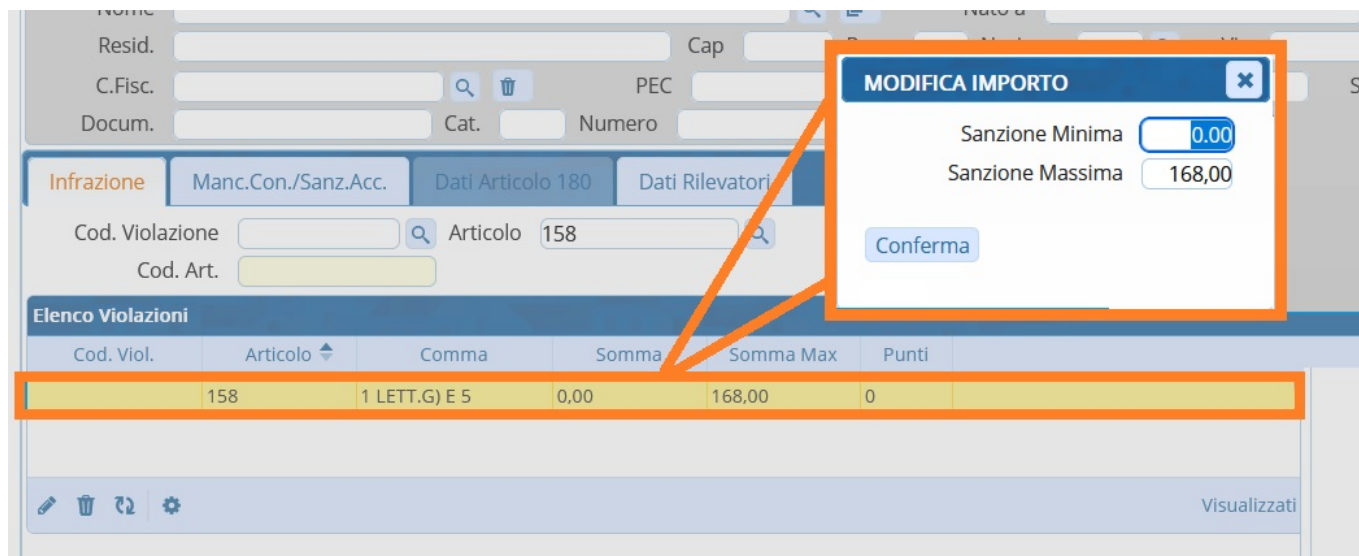 Nome Nato a
Resid. Cap
C.Fisc. PEC
Docum. Cat. Numero
MODIFICA IMPORTO
Sanzione Minima 0.00
Sanzione Massima 168,00
Conferma
Infrazione Manc.Con./Sanz.Acc. Dati Articolo 180 Dati Rilevatori
Cod. Violazione Articolo 158
Cod. Art.
Elenco Violazioni
Cod. Viol. Articolo Comma Somma Somma Max Punti
158 1 LETT.G) E 5 0,00 168,00 0
Visualizzati